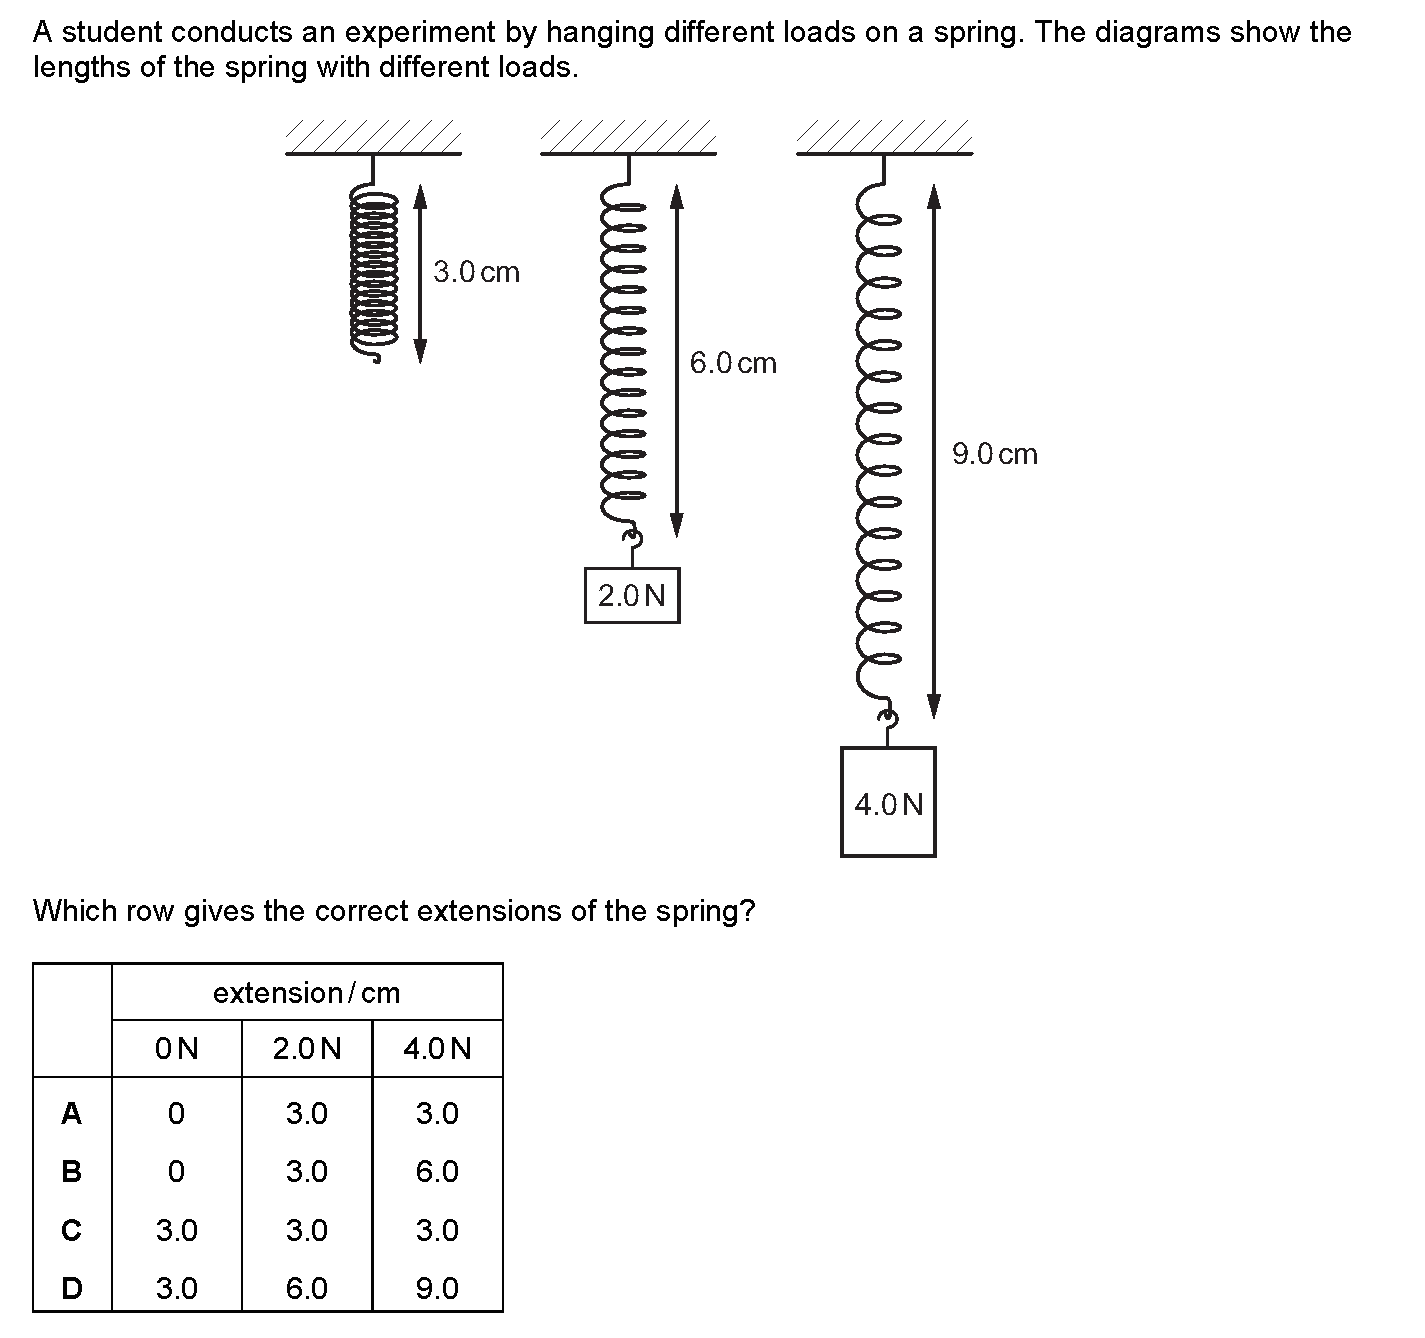 A student conducts an experiment by hanging different loads on a spring. The diagrams show the
lengths of the spring with different loads.
3.0 cm
6.0 cm
9.0 cm
2.0 N
4.0 N
Which row gives the correct extensions of the spring?
extension / cm
0 N 2.0 N 4.0 N
A 0 3.0 3.0
B 0 3.0 6.0
C 3.0 3.0 3.0
D 3.0 6.0 9.0